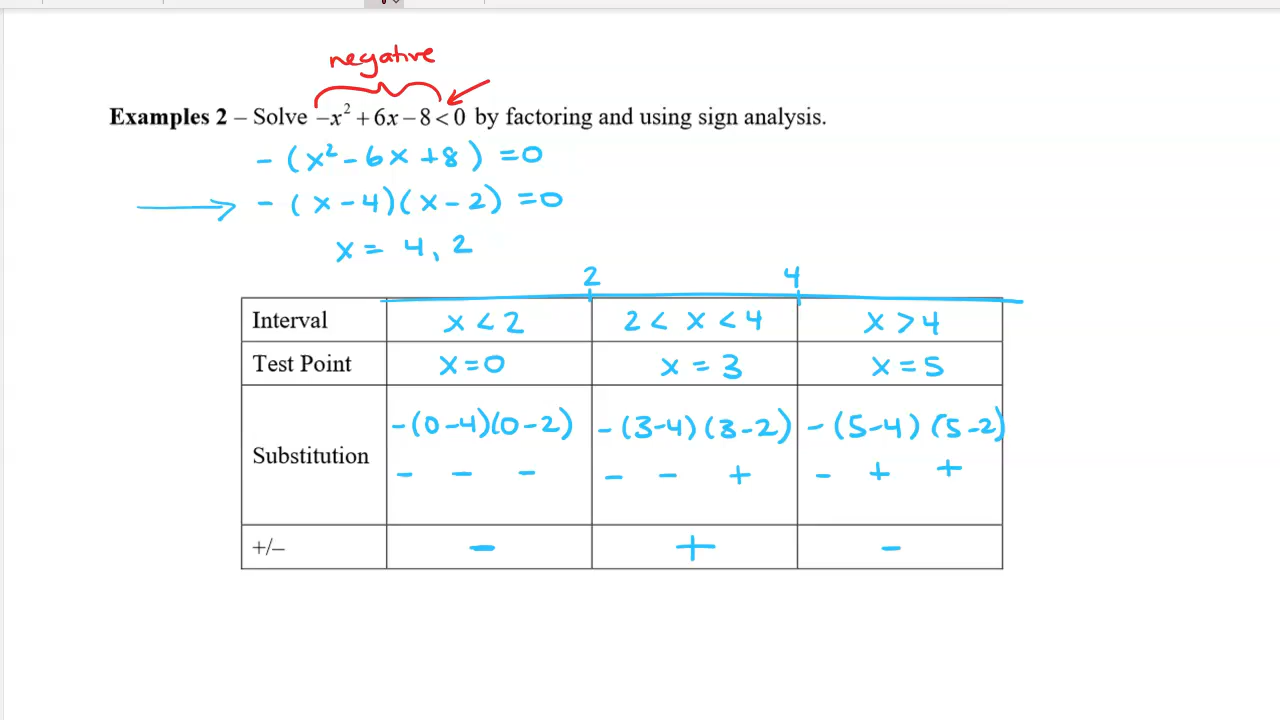 negative
Examples 2 – Solve −x² + 6x − 8 < 0 by factoring and using sign analysis.
− (x² − 6x + 8) = 0
− (x − 4)(x − 2) = 0
x = 4, 2
2 4
Interval x < 2 2 < x < 4 x > 4
Test Point x = 0 x = 3 x = 5
−(0−4)(0−2) −(3−4)(3−2) −(5−4)(5−2)
Substitution
− − − − − + − + +
+/– − + −